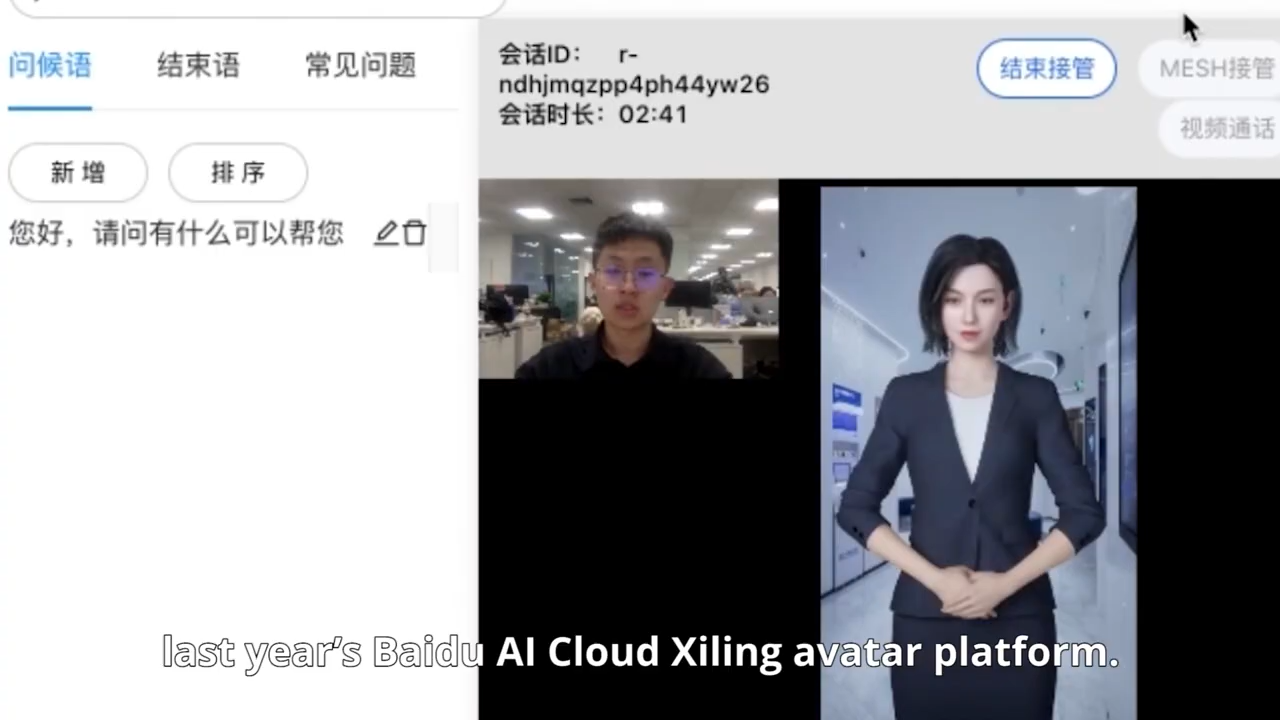 问候语
结束语
常见问题
新增
排序
您好，请问有什么可以帮您
会话ID： r-
ndhjmqzpp4ph44yw26
会话时长：02:41
结束接管
MESH接管
视频通话
last year's Baidu AI Cloud Xiling avatar platform.